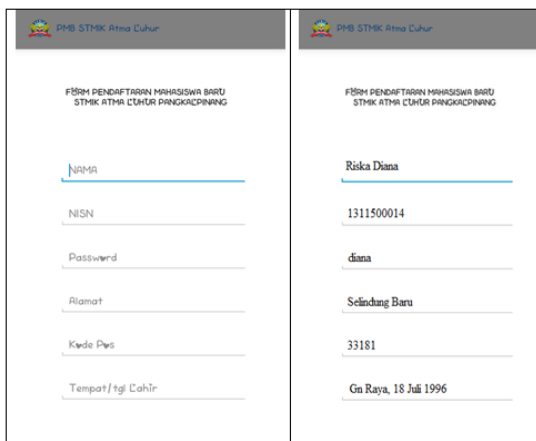 PMB STMIK Atma Luhur
FORM PENDAFTARAN MAHASISWA BARU
STMIK ATMA LUHUR PANGKALPINANG
NAMA
NISN
Password
Alamat
Kode Pos
Tempat/tgl Lahir
PMB STMIK Atma Luhur
FORM PENDAFTARAN MAHASISWA BARU
STMIK ATMA LUHUR PANGKALPINANG
Riska Diana
1311500014
diana
Selindung Baru
33181
Gn Raya, 18 Juli 1996